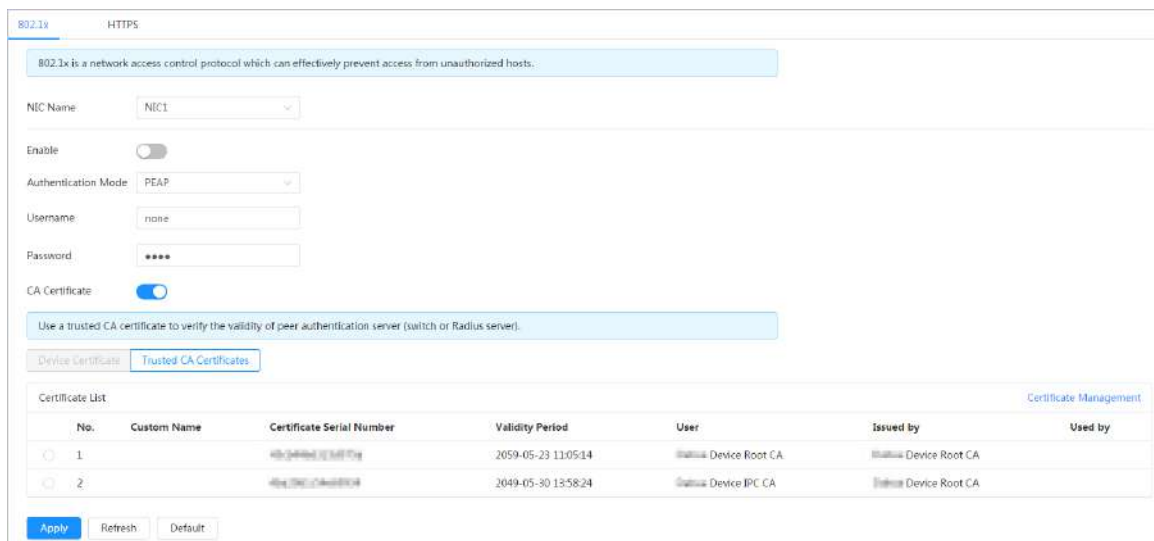 802.1x HTTPS
802.1x is a network access control protocol which can effectively prevent access from unauthorized hosts.
NIC Name NIC1
Enable
Authentication Mode PEAP
Username none
Password ••••
CA Certificate
Use a trusted CA certificate to verify the validity of peer authentication server (switch or Radius server).
Device Certificate Trusted CA Certificates
Certificate List Certificate Management
No. Custom Name Certificate Serial Number Validity Period User Issued by Used by
1 2059-05-23 11:05:14 Device Root CA Device Root CA
2 2049-05-30 13:58:24 Device IPC CA Device Root CA
Apply Refresh Default